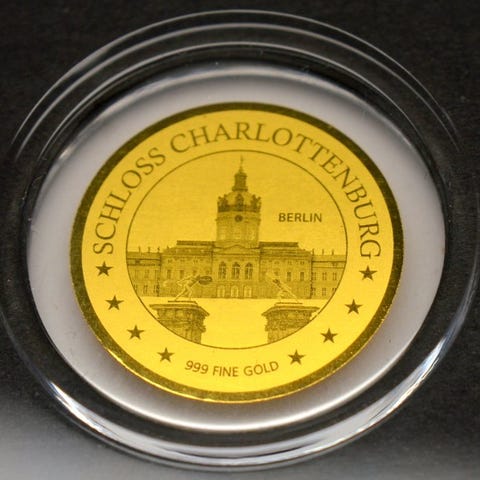 SCHLOSS CHARLOTTENBURG
BERLIN
999 FINE GOLD